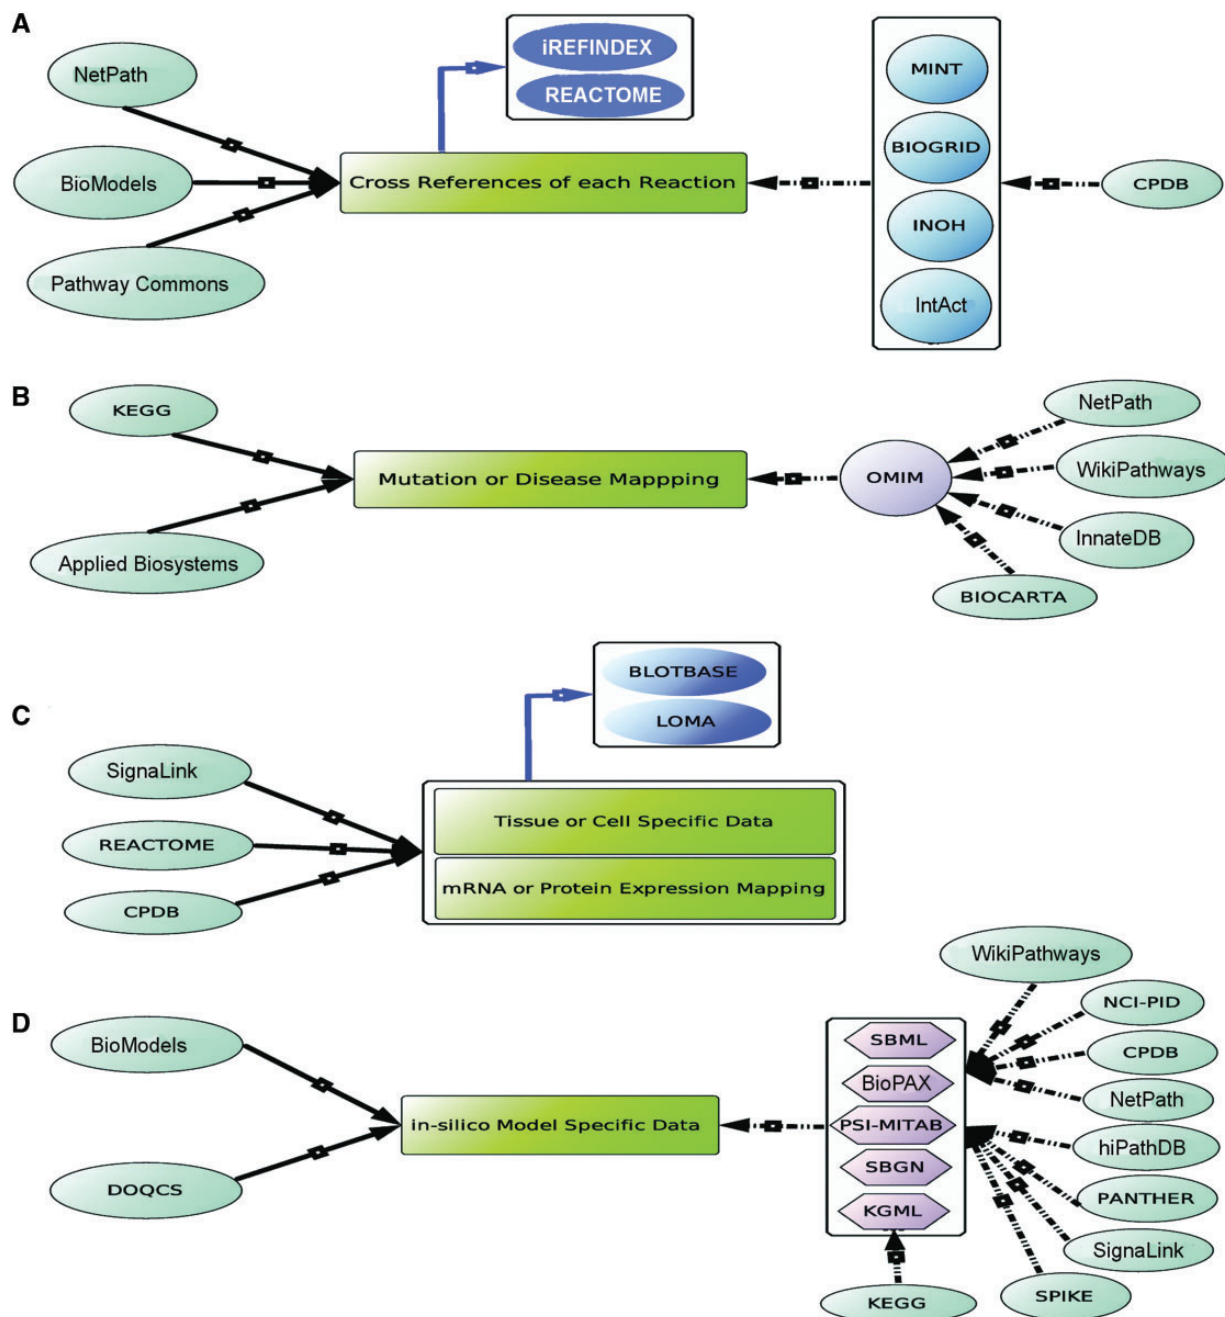 A
iREFINDEX
REACTOME
NetPath
BioModels
Pathway Commons
Cross References of each Reaction
MINT
BIOGRID
INOH
IntAct
CPDB
B
KEGG
Applied Biosystems
Mutation or Disease Mappping
OMIM
NetPath
WikiPathways
InnateDB
BIOCARTA
C
BLOTBASE
LOMA
SignaLink
REACTOME
CPDB
Tissue or Cell Specific Data
mRNA or Protein Expression Mapping
D
BioModels
DOQCS
in-silico Model Specific Data
SBML
BioPAX
PSI-MITAB
SBGN
KGML
WikiPathways
NCI-PID
CPDB
NetPath
hiPathDB
PANTHER
SignaLink
SPIKE
KEGG